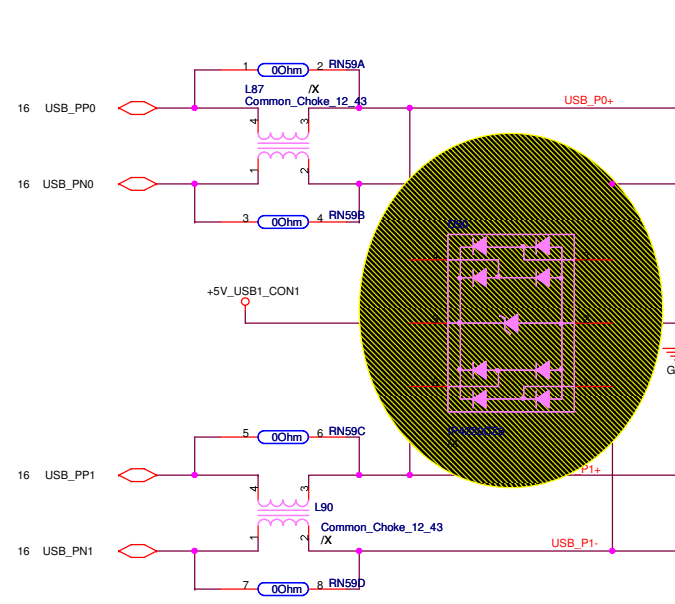 1 0Ohm 2 RN59A
L87 /X
Common_Choke_12_43
16 USB_PP0
USB_P0+
4 3
1 2
16 USB_PN0
3 0Ohm 4 RN59B
+5V_USB1_CON1
G
5 0Ohm 6 RN59C
16 USB_PP1
P1+
4 3
L90
Common_Choke_12_43
/X
1 2
16 USB_PN1
USB_P1-
7 0Ohm 8 RN59D